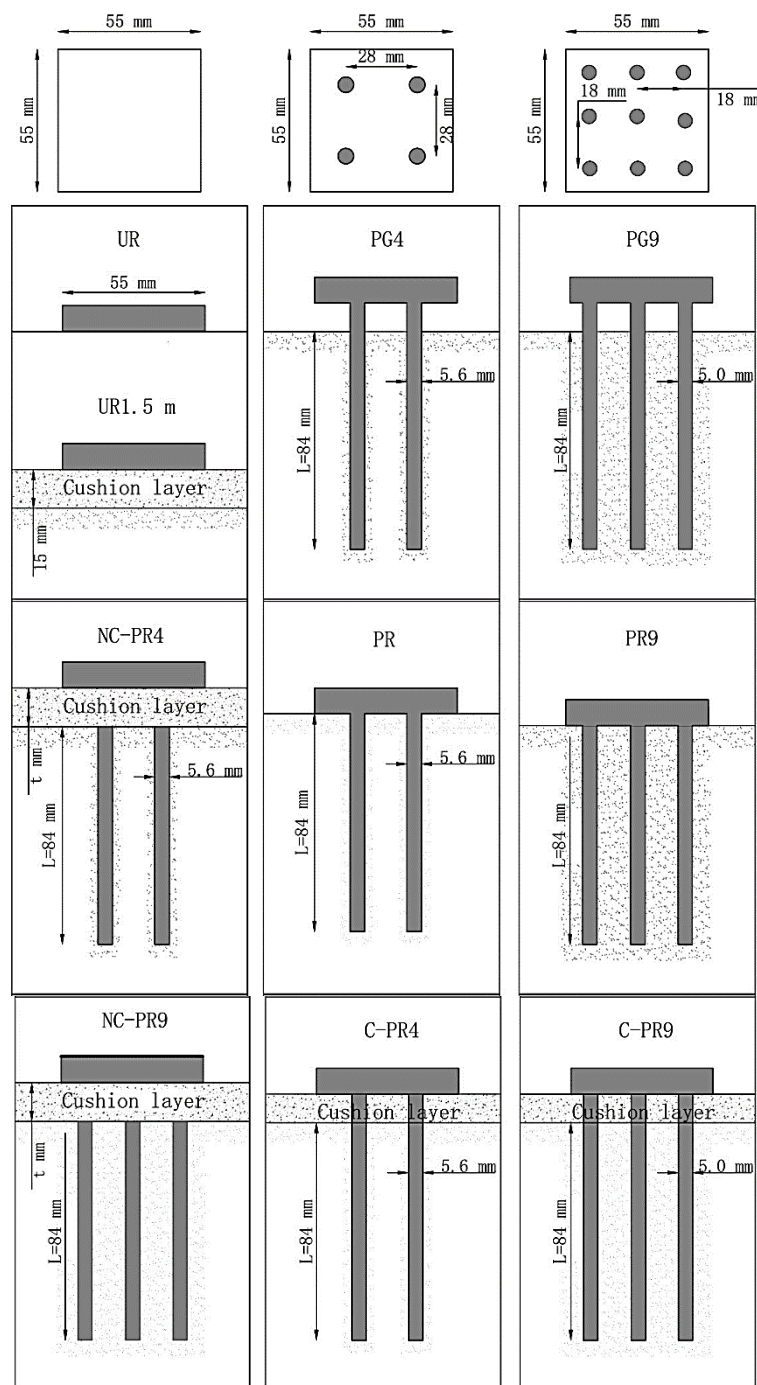 55 mm
55 mm
55 mm
55 mm
28 mm
28 mm
55 mm
55 mm
18 mm
18 mm
UR
55 mm
UR1.5 m
Cushion layer
15 mm
PG4
5.6 mm
L=84 mm
PG9
5.0 mm
L=84 mm
NC-PR4
Cushion layer
t mm
5.6 mm
L=84 mm
PR
5.6 mm
L=84 mm
PR9
L=84 mm
NC-PR9
Cushion layer
t mm
L=84 mm
C-PR4
Cushion layer
5.6 mm
L=84 mm
C-PR9
Cushion layer
5.0 mm
L=84 mm